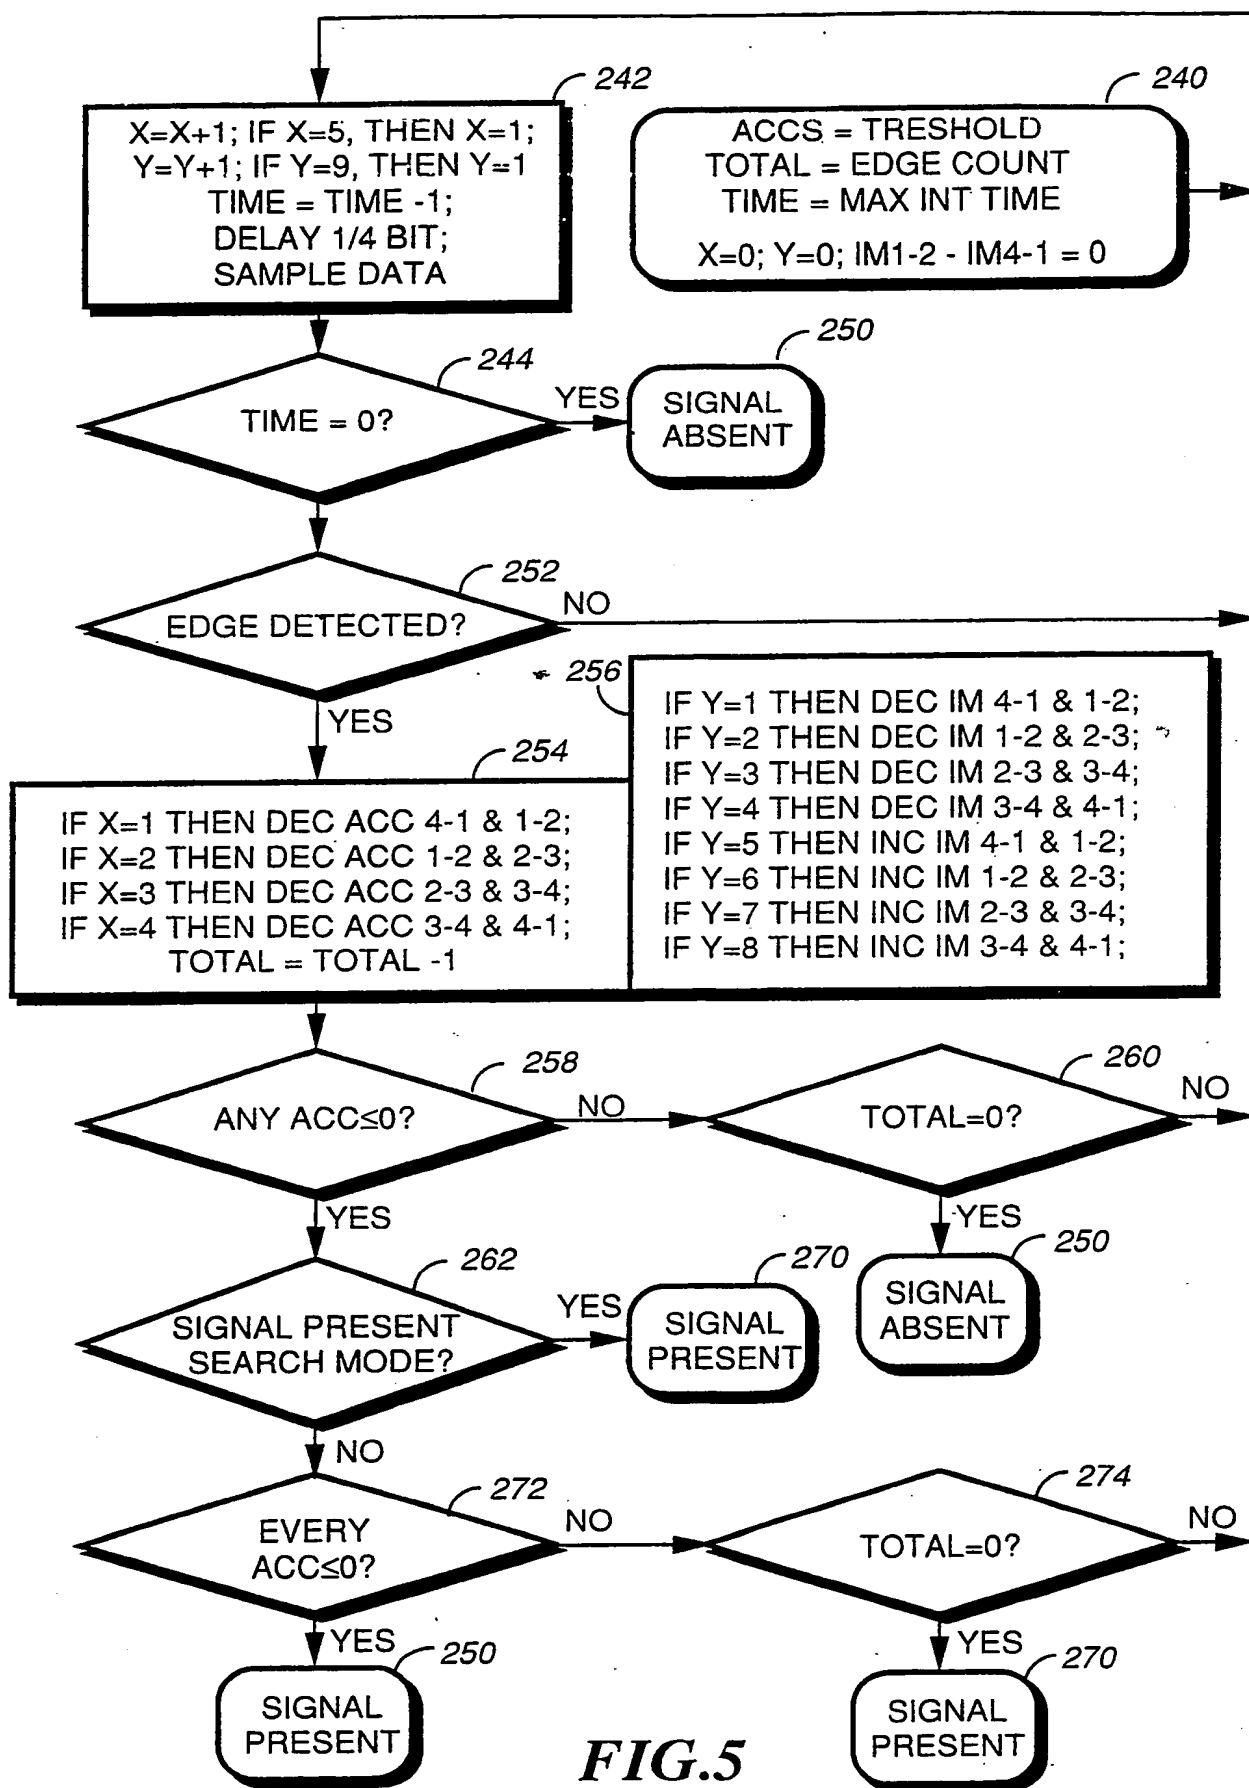 242
X=X+1; IF X=5, THEN X=1;
Y=Y+1; IF Y=9, THEN Y=1
TIME = TIME -1;
DELAY 1/4 BIT;
SAMPLE DATA
240
ACCS = TRESHOLD
TOTAL = EDGE COUNT
TIME = MAX INT TIME
X=0; Y=0; IM1-2 - IM4-1 = 0
244
TIME = 0?
YES
250
SIGNAL
ABSENT
252
EDGE DETECTED?
NO
YES
254
IF X=1 THEN DEC ACC 4-1 & 1-2;
IF X=2 THEN DEC ACC 1-2 & 2-3;
IF X=3 THEN DEC ACC 2-3 & 3-4;
IF X=4 THEN DEC ACC 3-4 & 4-1;
TOTAL = TOTAL -1
256
IF Y=1 THEN DEC IM 4-1 & 1-2;
IF Y=2 THEN DEC IM 1-2 & 2-3;
IF Y=3 THEN DEC IM 2-3 & 3-4;
IF Y=4 THEN DEC IM 3-4 & 4-1;
IF Y=5 THEN INC IM 4-1 & 1-2;
IF Y=6 THEN INC IM 1-2 & 2-3;
IF Y=7 THEN INC IM 2-3 & 3-4;
IF Y=8 THEN INC IM 3-4 & 4-1;
258
ANY ACC≤0?
NO
260
TOTAL=0?
NO
YES
YES
250
SIGNAL
ABSENT
262
SIGNAL PRESENT
SEARCH MODE?
YES
270
SIGNAL
PRESENT
NO
272
EVERY
ACC≤0?
NO
274
TOTAL=0?
NO
YES
250
SIGNAL
PRESENT
YES
270
SIGNAL
PRESENT
FIG.5